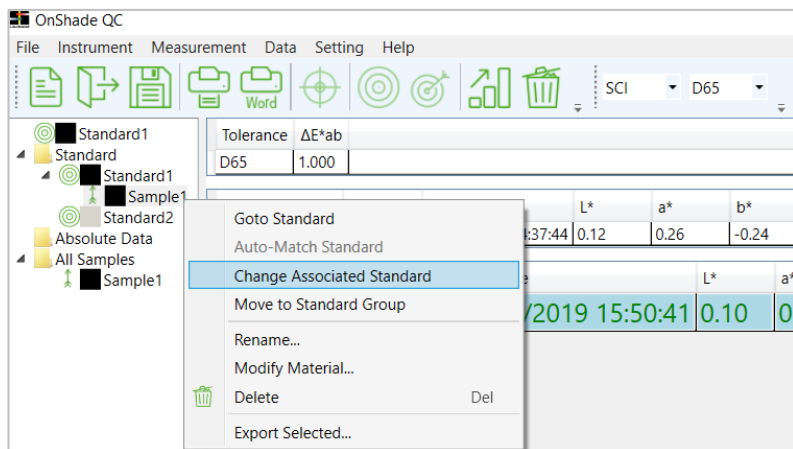 OnShade QC
File Instrument Measurement Data Setting Help
Word SCI D65
Standard1
Standard
Standard1
Sample1
Standard2
Absolute Data
All Samples
Sample1
Tolerance ΔE*ab
D65 1.000
L* a* b*
:37:44 0.12 0.26 -0.24
L*
/2019 15:50:41 0.10
Goto Standard
Auto-Match Standard
Change Associated Standard
Move to Standard Group
Rename...
Modify Material...
Delete Del
Export Selected...